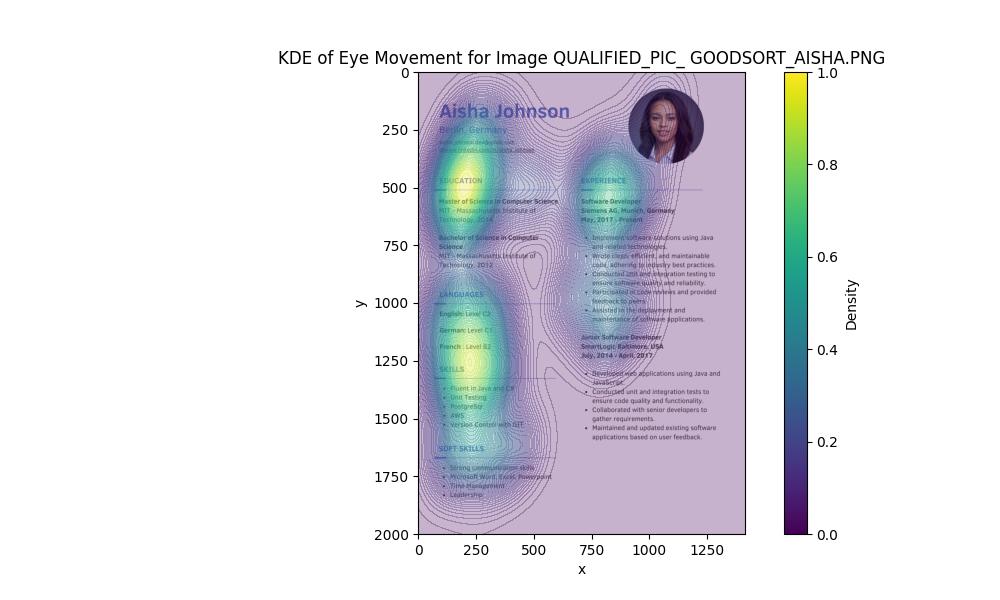 KDE of Eye Movement for Image QUALIFIED_PIC_ GOODSORT_AISHA.PNG
0
250
500
750
1000
1250
1500
1750
2000
y
0
250
500
750
1000
1250
x
Aisha Johnson
Berlin, Germany
EDUCATION
Master of Science in Computer Science
MIT - Massachusetts Institute of
Technology, 2014
Bachelor of Science in Computer
Science
MIT - Massachusetts Institute of
Technology, 2012
LANGUAGES
English: Level C2
German: Level C1
French : Level B2
SKILLS
• Fluent in Java and C#
• Unit Testing
• PostgreSql
• AWS
• Version Control with GIT
SOFT SKILLS
• Strong communication skills
• Microsoft Word, Excel, Powerpoint
• Time Management
• Leadership
EXPERIENCE
Software Developer
Siemens AG, Munich, Germany
May, 2017 - Present
• Implement software solutions using Java
and related technologies.
• Wrote clean, efficient, and maintainable
code, adhering to industry best practices.
• Conducted unit and integration testing to
ensure software quality and reliability.
• Participated in code reviews and provided
feedback to peers.
• Assisted in the deployment and
maintenance of software applications.
Junior Software Developer
SmartLogic Baltimore, USA
July, 2014 - April, 2017
• Developed web applications using Java and
JavaScript.
• Conducted unit and integration tests to
ensure code quality and functionality.
• Collaborated with senior developers to
gather requirements.
• Maintained and updated existing software
applications based on user feedback.
1.0
0.8
0.6
0.4
0.2
0.0
Density